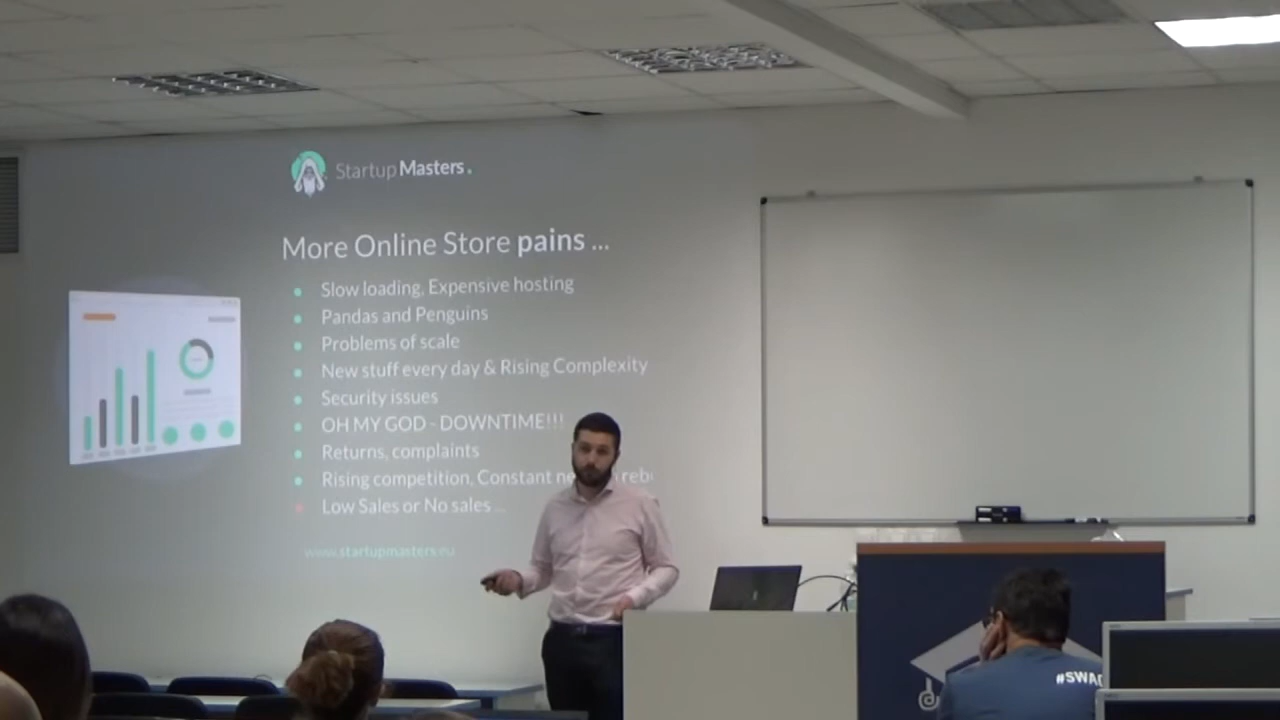 Startup Masters.
More Online Store pains ...
Slow loading, Expensive hosting
Pandas and Penguins
Problems of scale
New stuff every day & Rising Complexity
Security issues
OH MY GOD - DOWNTIME!!!
Returns, complaints
Rising competition, Constant
Low Sales or No sales ...
www.startupmasters.eu